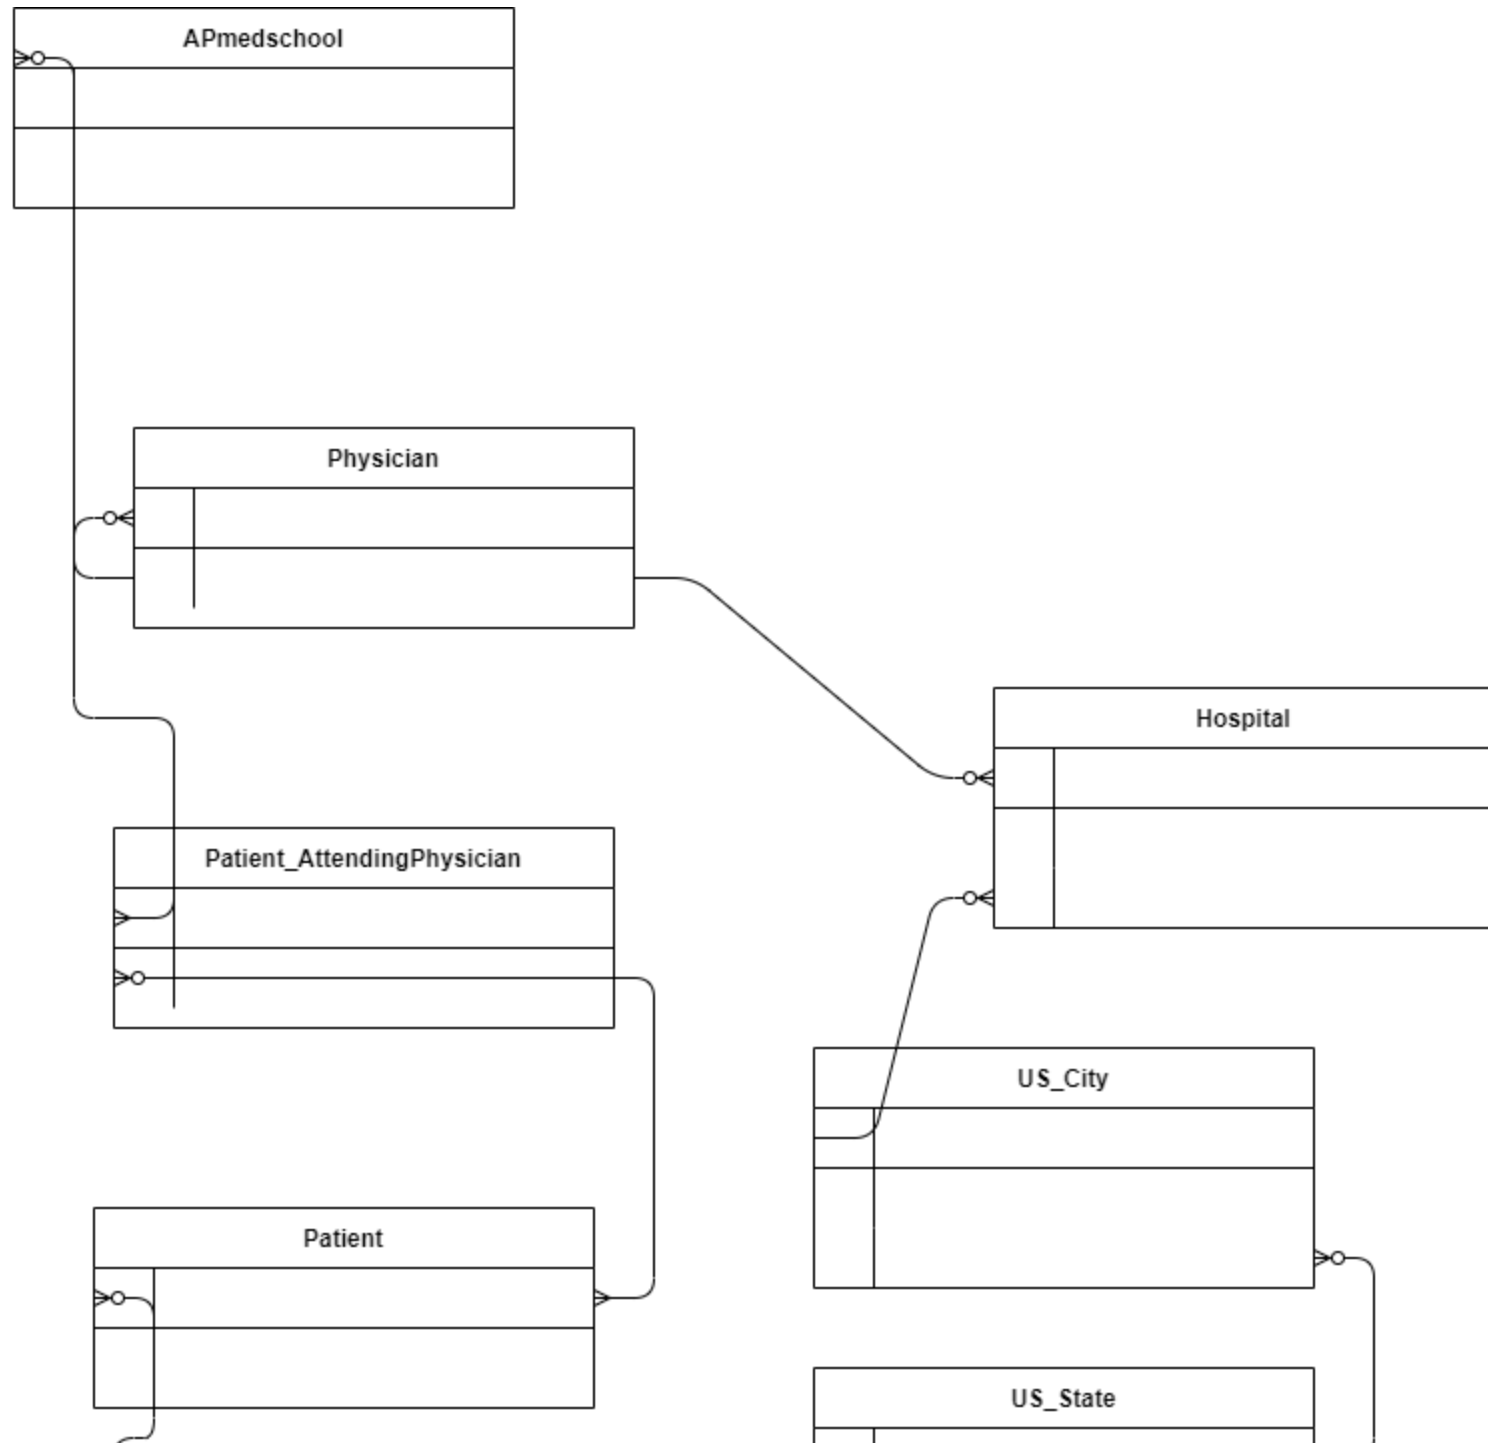 APmedschool
Physician
Hospital
Patient_AttendingPhysician
US_City
Patient
US_State